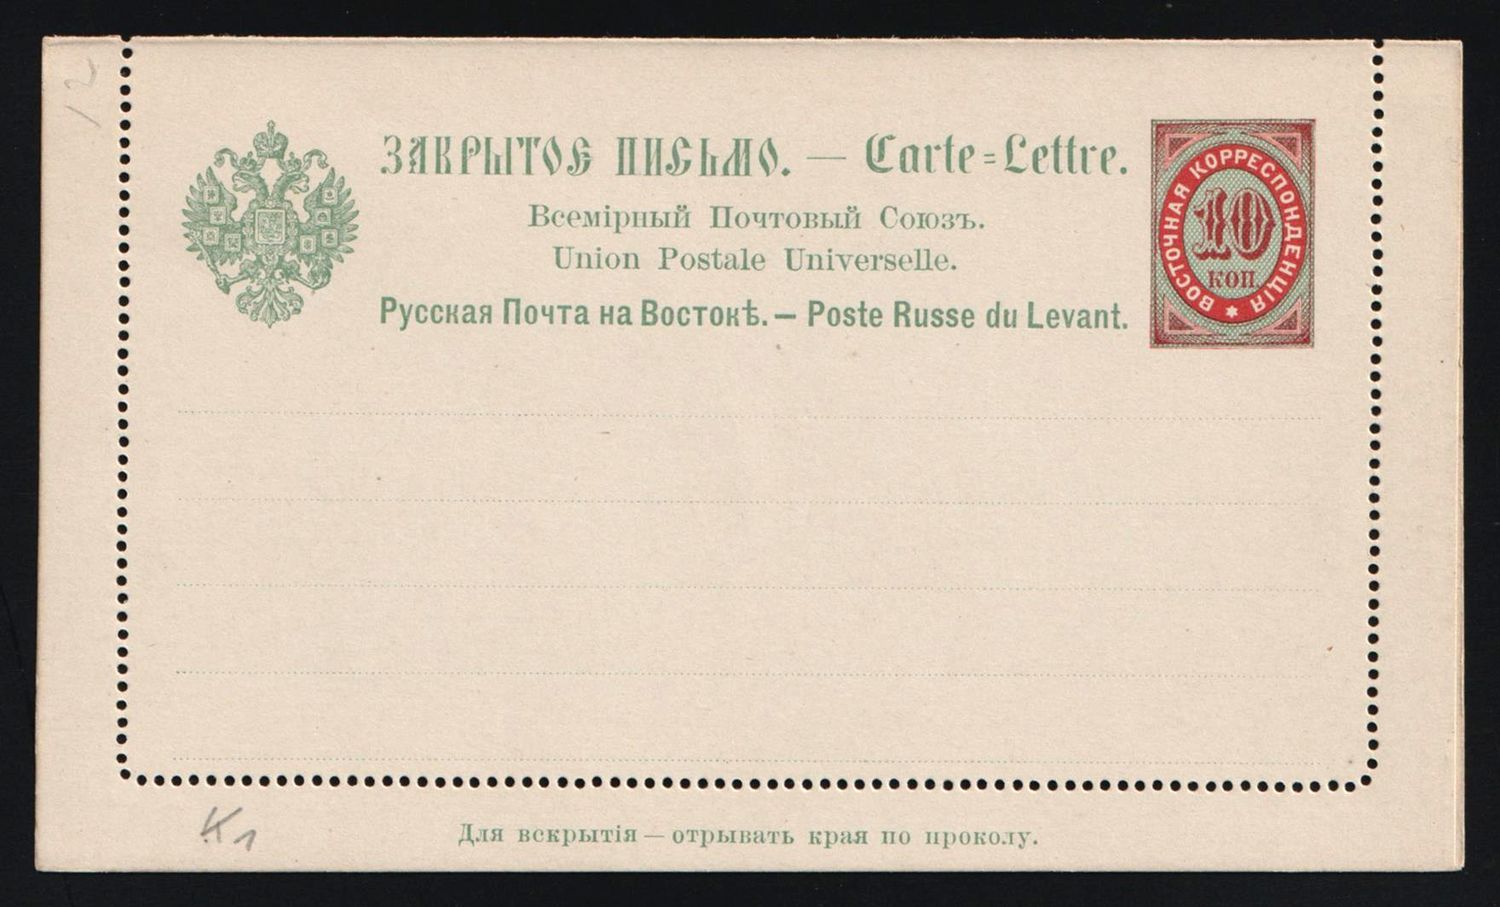 12
ЗАКРЫТОЕ ПИСЬМО. — Carte=Lettre.
Всемірный Почтовый Союзъ.
Union Postale Universelle.
Русская Почта на Востокѣ. — Poste Russe du Levant.
ВОСТОЧНАЯ КОРРЕСПОНДЕНЦІЯ
10
КОП
K1
Для вскрытія — отрывать края по проколу.